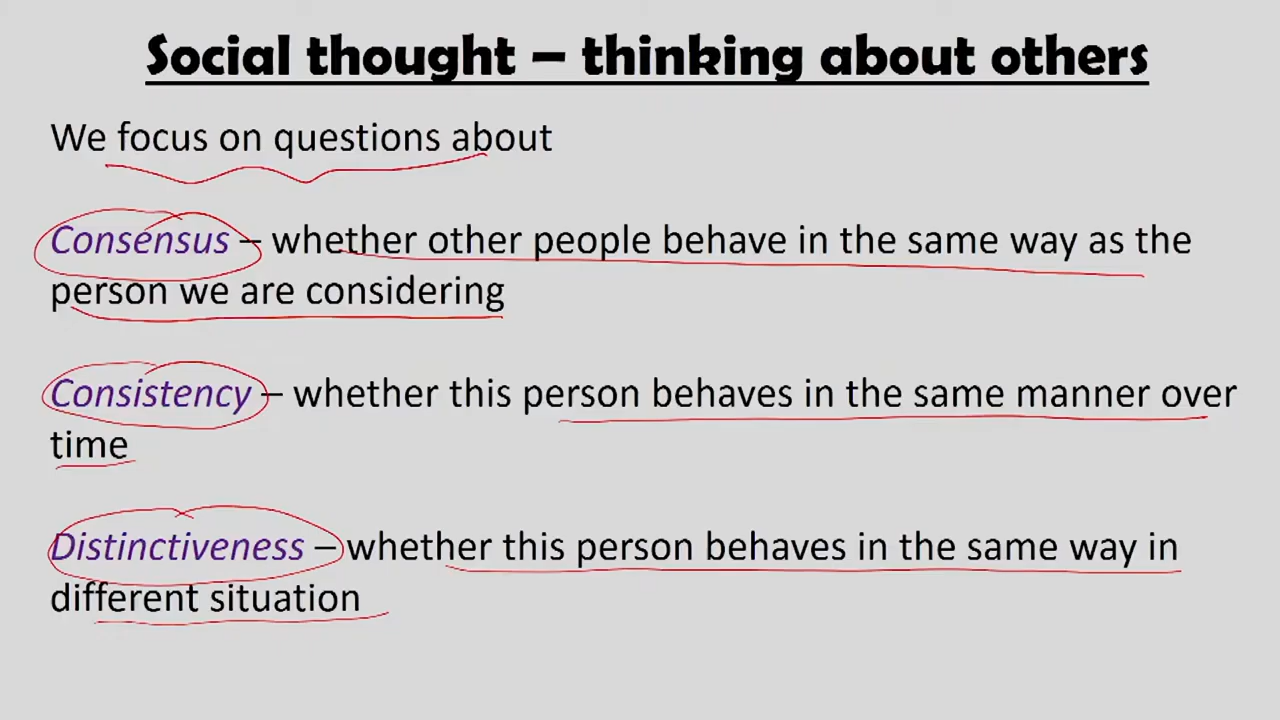 Social thought – thinking about others
We focus on questions about
Consensus – whether other people behave in the same way as the
person we are considering
Consistency – whether this person behaves in the same manner over
time
Distinctiveness – whether this person behaves in the same way in
different situation